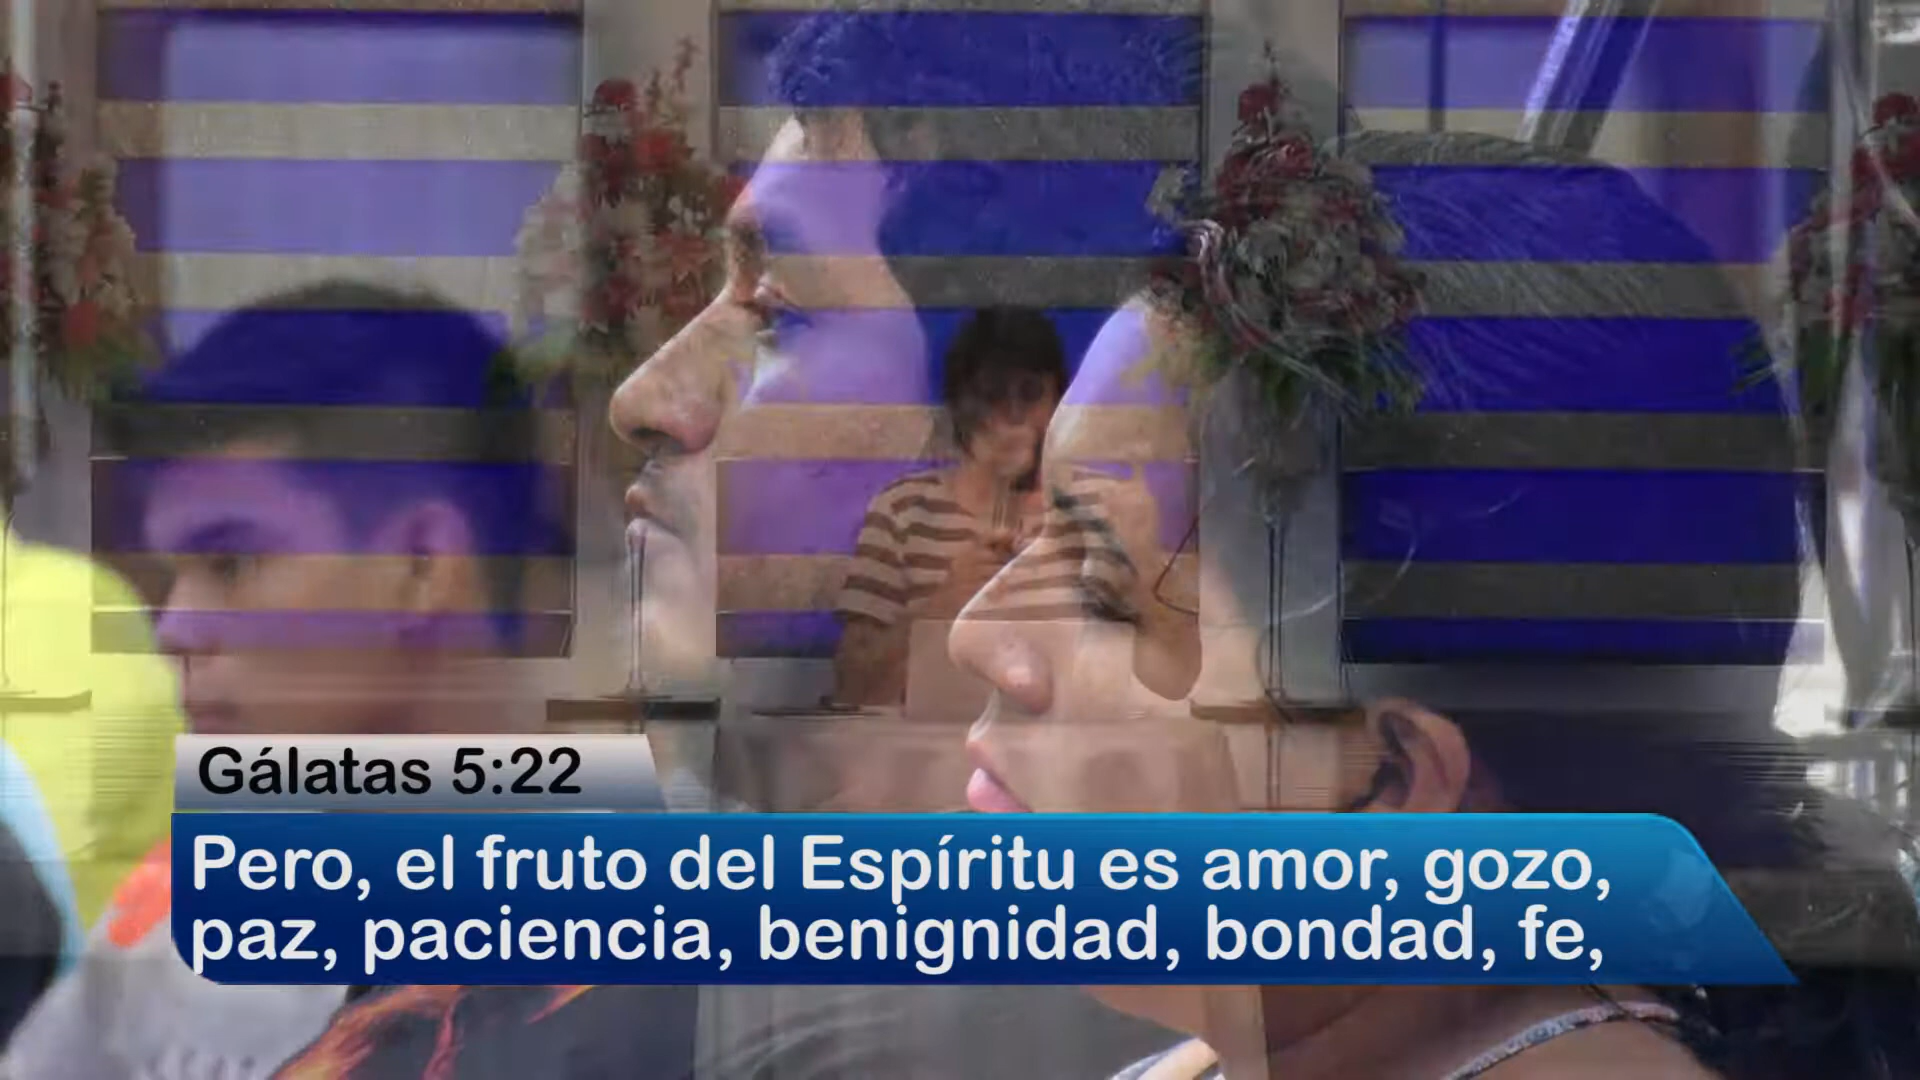 Gálatas 5:22
Pero, el fruto del Espíritu es amor, gozo,
paz, paciencia, benignidad, bondad, fe,